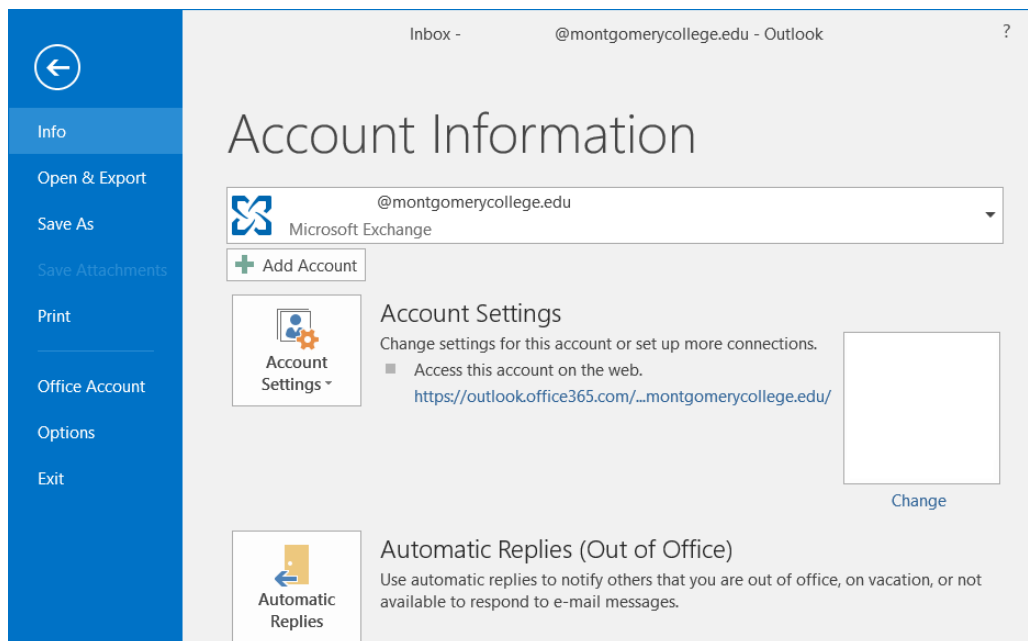 Inbox - @montgomerycollege.edu - Outlook
?
Info
Open & Export
Save As
Save Attachments
Print
Office Account
Options
Exit
Account Information
@montgomerycollege.edu
Microsoft Exchange
Add Account
Account
Settings
Account Settings
Change settings for this account or set up more connections.
Access this account on the web.
https://outlook.office365.com/...montgomerycollege.edu/
Change
Automatic
Replies
Automatic Replies (Out of Office)
Use automatic replies to notify others that you are out of office, on vacation, or not
available to respond to e-mail messages.